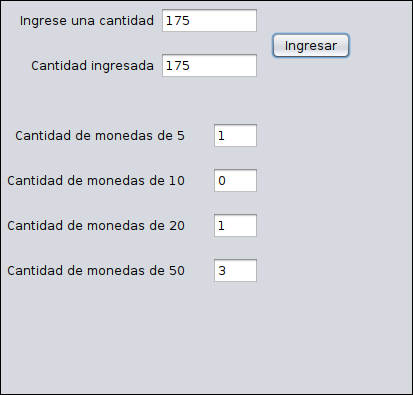 Ingrese una cantidad 175
Ingresar
Cantidad ingresada 175
Cantidad de monedas de 5 1
Cantidad de monedas de 10 0
Cantidad de monedas de 20 1
Cantidad de monedas de 50 3